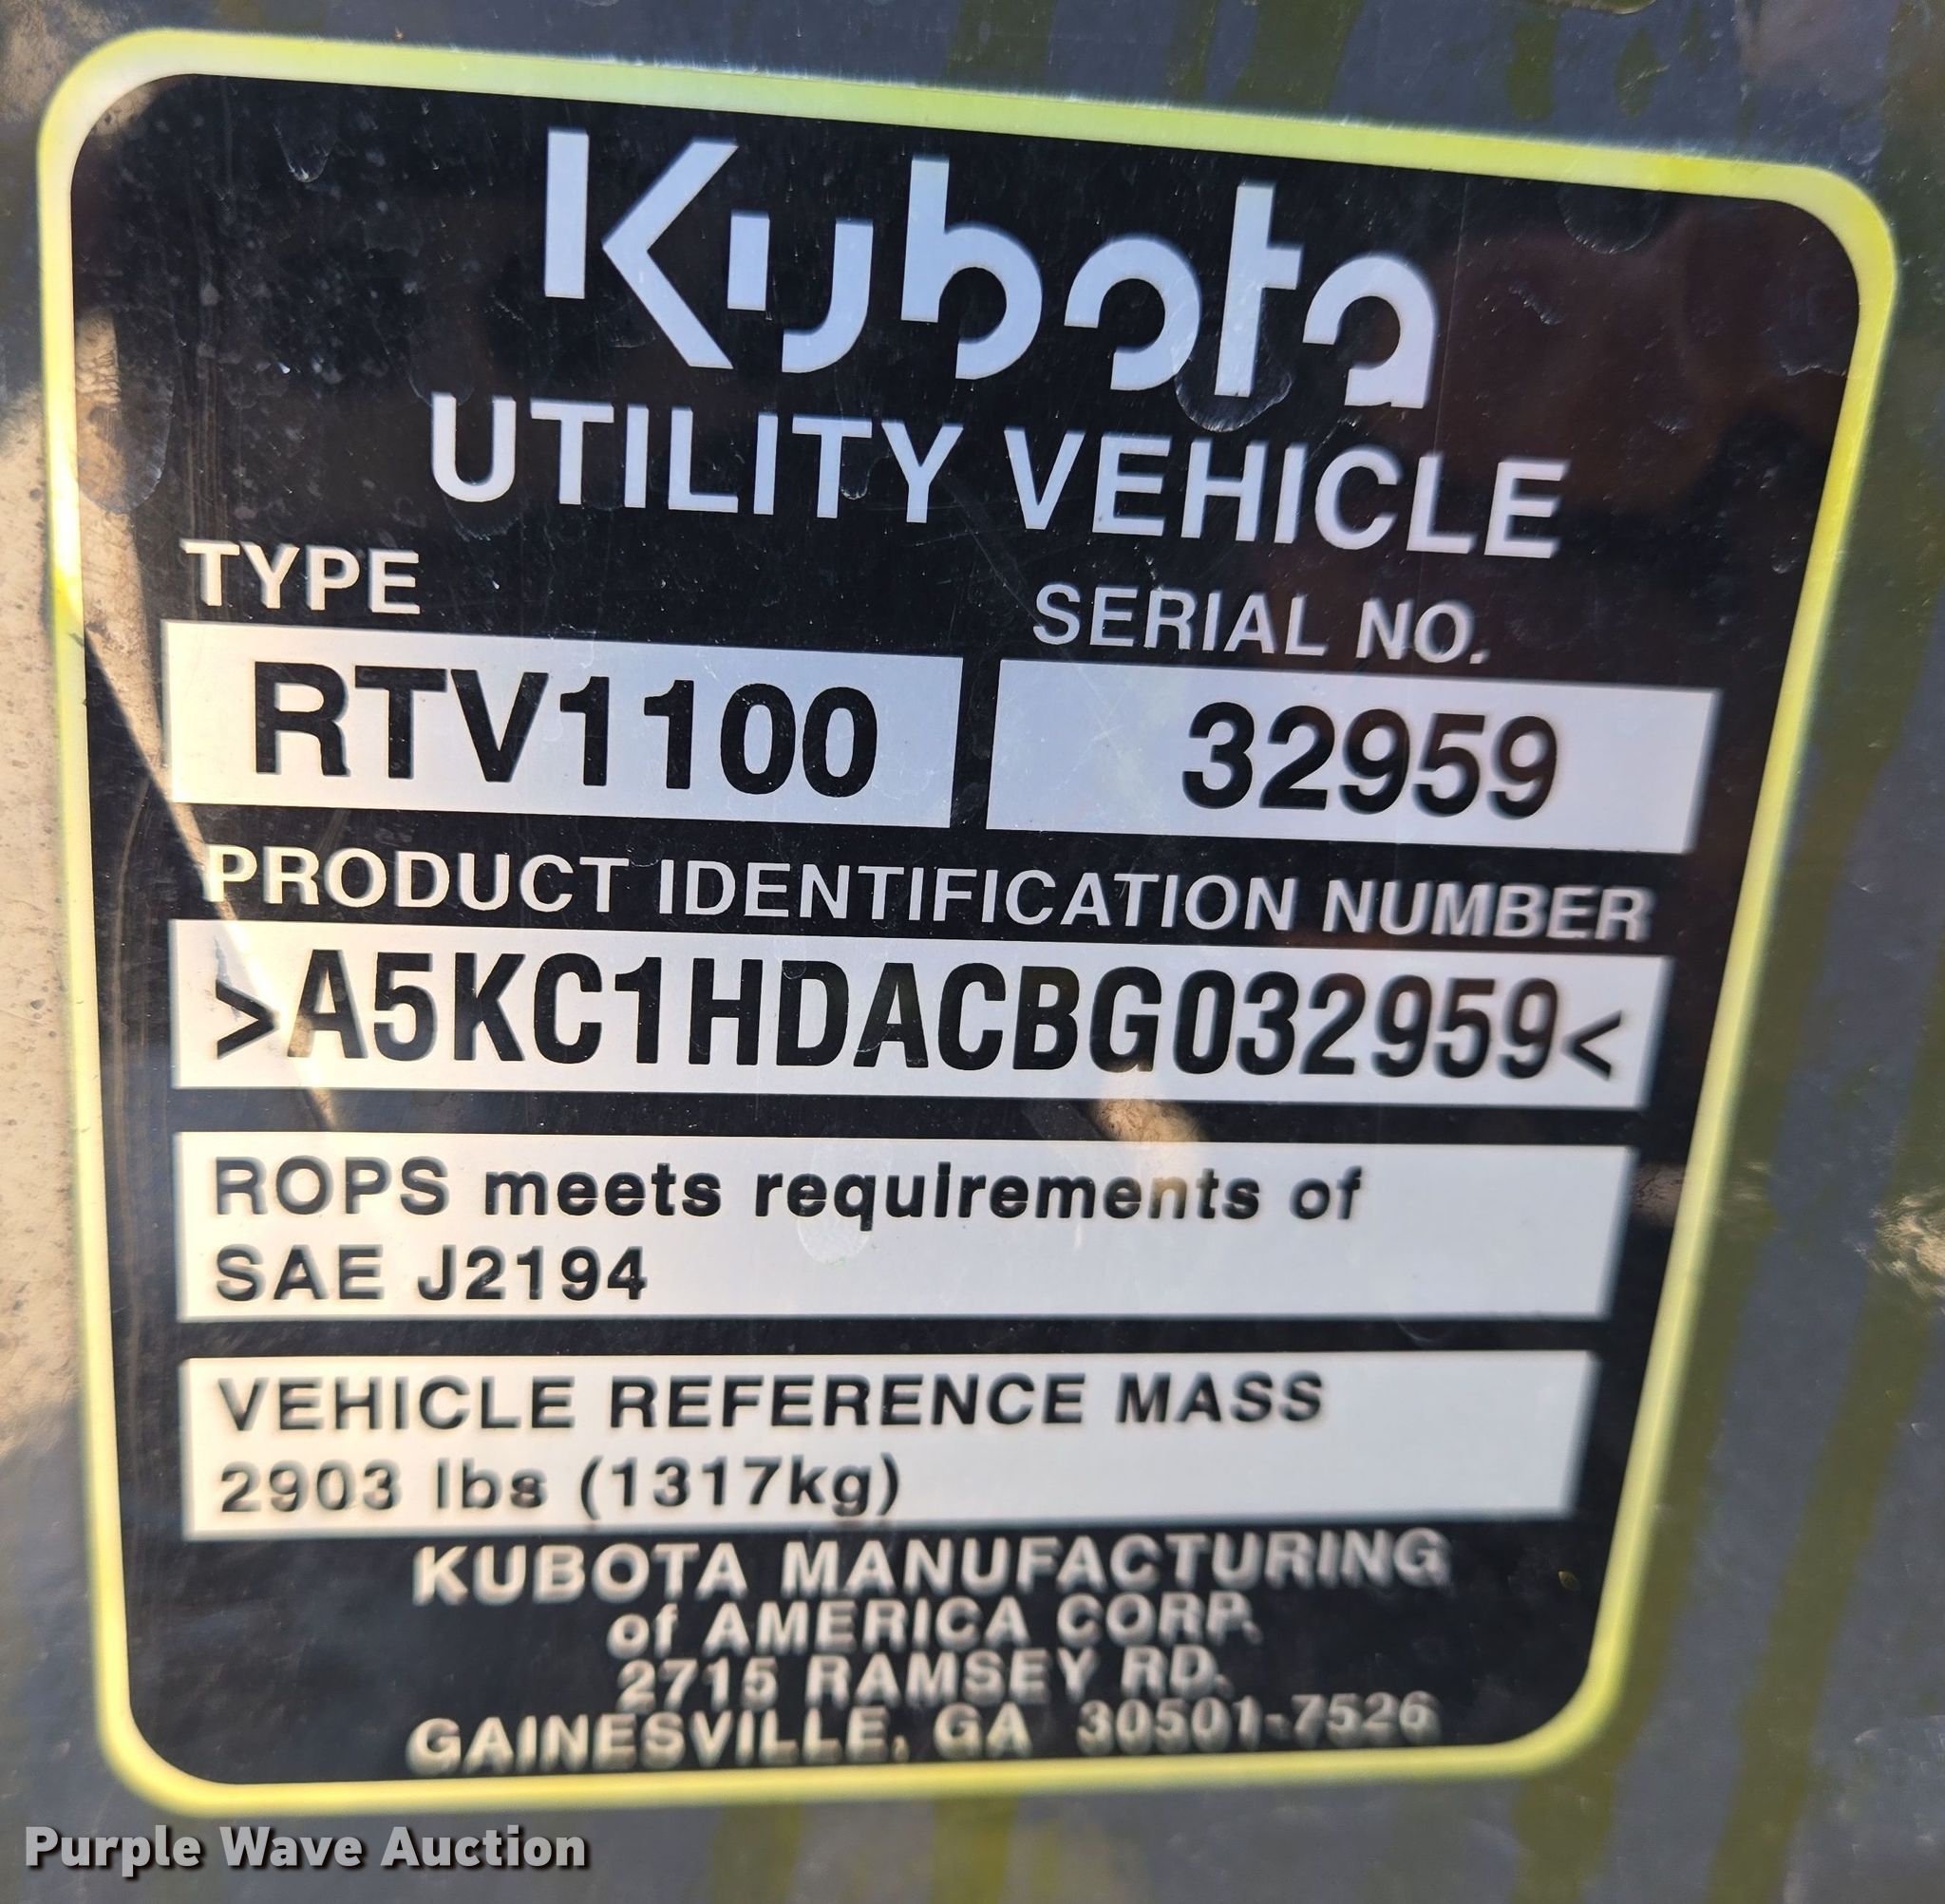 Kubota
UTILITY VEHICLE
TYPE
SERIAL NO.
RTV1100
32959
PRODUCT IDENTIFICATION NUMBER
>A5KC1HDACBG032959<
ROPS meets requirements of
SAE J2194
VEHICLE REFERENCE MASS
2903 lbs (1317kg)
KUBOTA MANUFACTURING
of AMERICA CORP.
2715 RAMSEY RD.
GAINESVILLE, GA 30501-7526
Purple Wave Auction